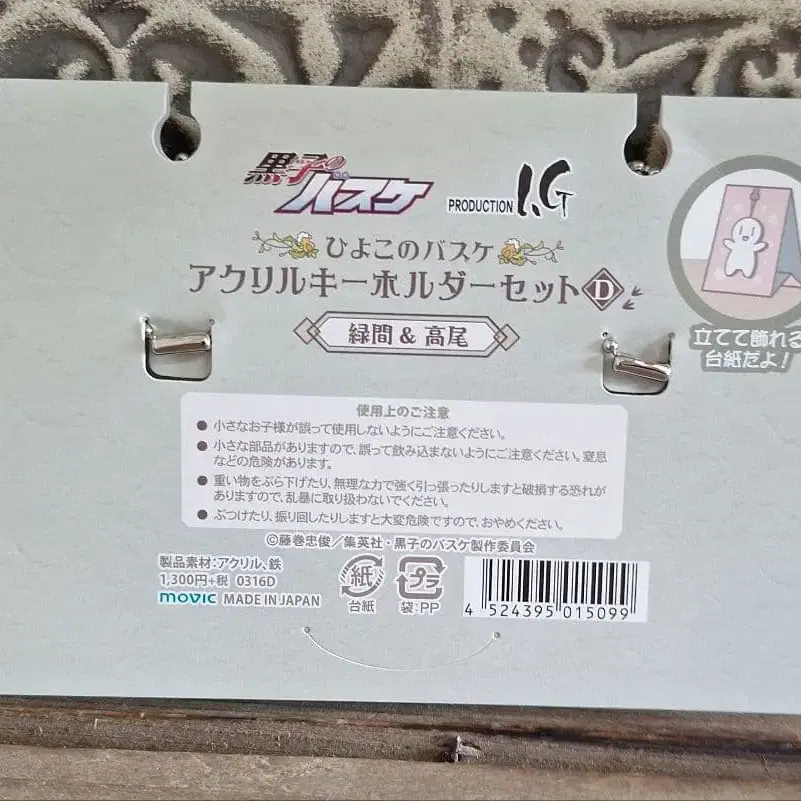 黒子の
バスケ
PRODUCTION I.G
ひよこのバスケ
アクリルキーホルダーセット D
緑間 & 高尾
立てて飾れる
台紙だよ!
使用上のご注意
● 小さなお子様が誤って使用しないようにご注意ください。
● 小さな部品がありますので、誤って飲み込まないようにご注意ください。窒息
などの危険があります。
● 重い物をぶら下げたり、無理な力で強く引っ張ったりしますと破損する恐れが
ありますので、乱暴に取り扱わないでください。
● ぶつけたり、振り回したりしますと大変危険ですので、おやめください。
©藤巻忠俊/集英社・黒子のバスケ製作委員会
製品素材:アクリル、鉄
1,300円+税 0316D
movic MADE IN JAPAN
紙
台紙
プラ
袋:PP
4 524395 015099